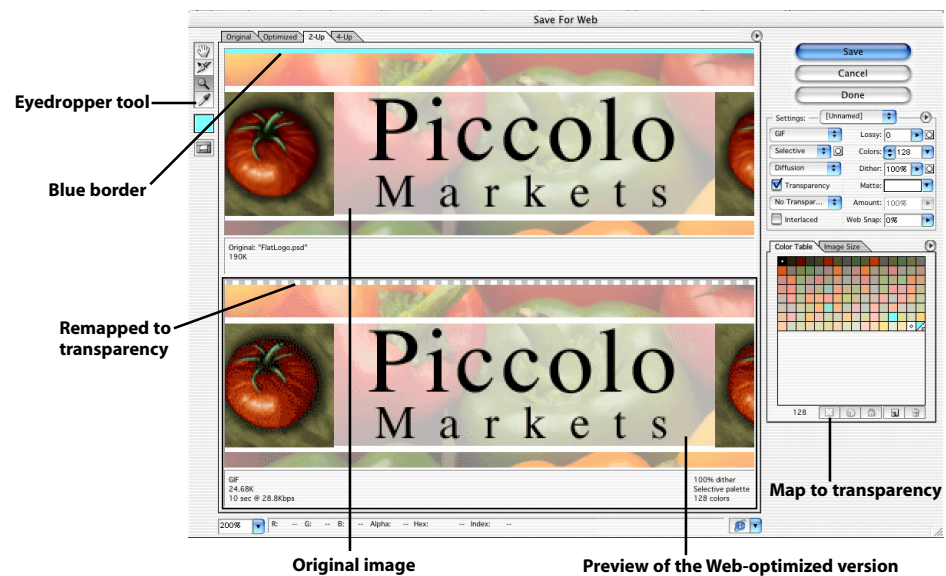 Save For Web
Original Optimized 2-Up 4-Up
Eyedropper tool
Blue border
Piccolo
Markets
Original: "FlatLogo.psd"
190K
Remapped to
transparency
Piccolo
Markets
GIF
24.68K
10 sec @ 28.8Kbps
100% dither
Selective palette
128 colors
200% R: -- G: -- B: -- Alpha: -- Hex: -- Index: --
Save
Cancel
Done
Settings: [Unnamed]
GIF Lossy: 0
Selective Colors: 128
Diffusion Dither: 100%
Transparency Matte:
No Transpar... Amount: 100%
Interlaced Web Snap: 0%
Color Table Image Size
128
Map to transparency
Original image
Preview of the Web-optimized version